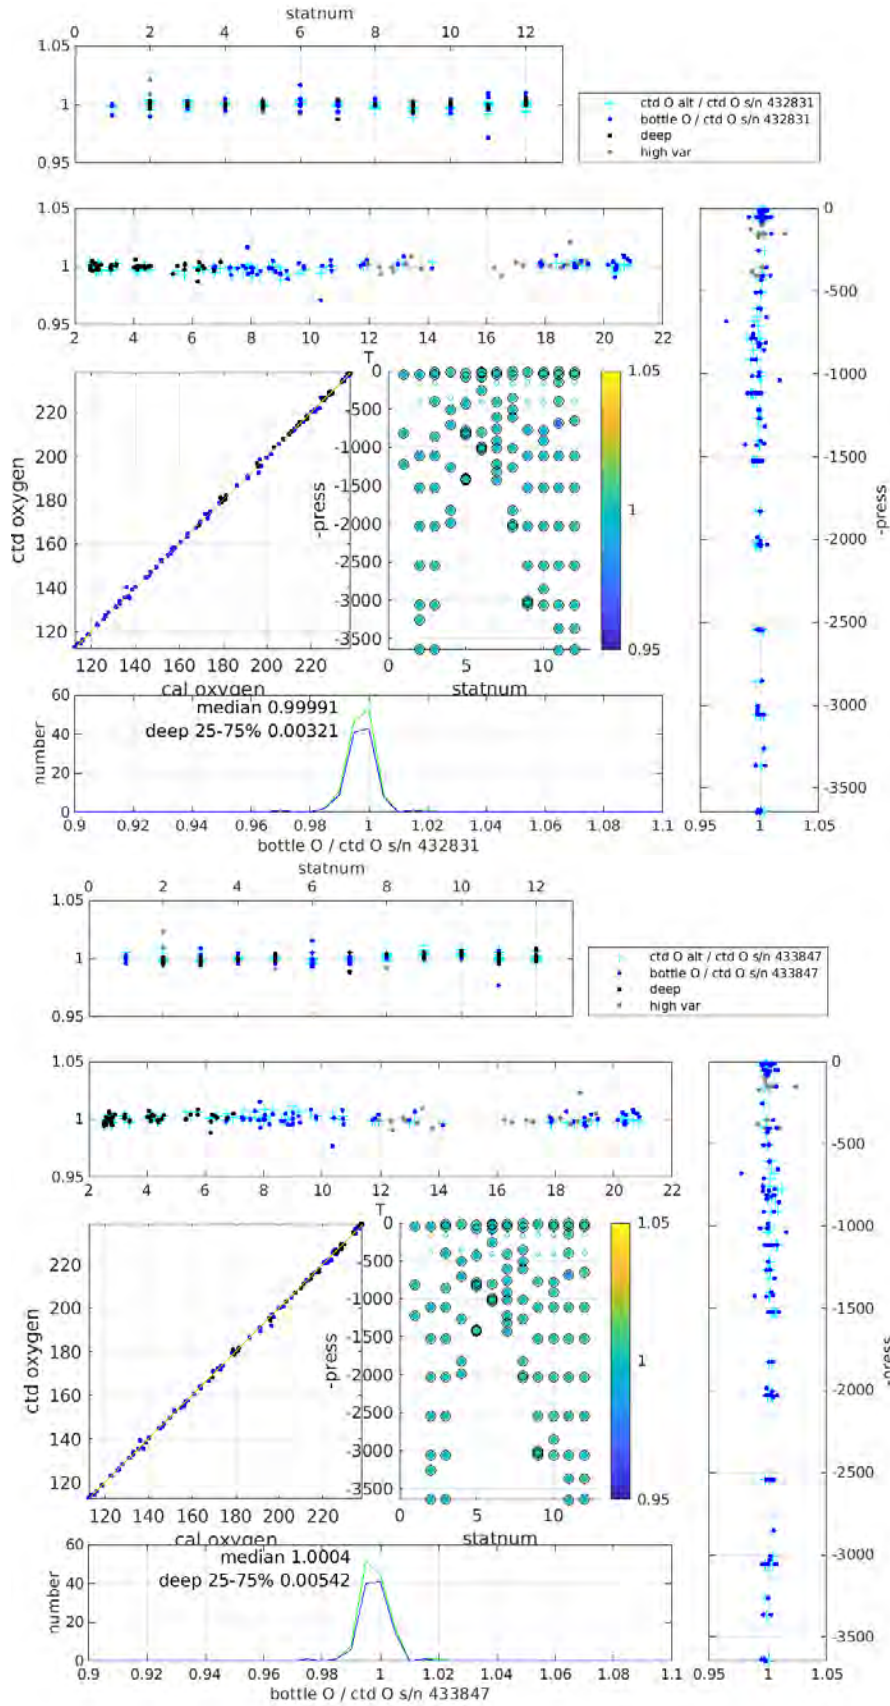 statnum
0 2 4 6 8 10 12
1.05
1
0.95
ctd O alt / ctd O s/n 432831
bottle O / ctd O s/n 432831
deep
high var
1.05
1
0.95
2 4 6 8 10 12 14 16 18 20 22
T
0
-500
-1000
-1500
-2000
-2500
-3000
-3500
-press
0.95 1 1.05
ctd oxygen
220
200
180
160
140
120
120 140 160 180 200 220
cal oxygen
-press
0
-500
-1000
-1500
-2000
-2500
-3000
-3500
0 5 10
statnum
1.05
1
0.95
number
60
40
20
0
median 0.99991
deep 25-75% 0.00321
0.9 0.92 0.94 0.96 0.98 1 1.02 1.04 1.06 1.08 1.1
bottle O / ctd O s/n 432831
statnum
0 2 4 6 8 10 12
1.05
1
0.95
ctd O alt / ctd O s/n 433847
bottle O / ctd O s/n 433847
deep
high var
1.05
1
0.95
2 4 6 8 10 12 14 16 18 20 22
T
0
-500
-1000
-1500
-2000
-2500
-3000
-3500
-press
0.95 1 1.05
ctd oxygen
220
200
180
160
140
120
120 140 160 180 200 220
cal oxygen
-press
0
-500
-1000
-1500
-2000
-2500
-3000
-3500
0 5 10
statnum
1.05
1
0.95
number
60
40
20
0
median 1.0004
deep 25-75% 0.00542
0.9 0.92 0.94 0.96 0.98 1 1.02 1.04 1.06 1.08 1.1
bottle O / ctd O s/n 433847